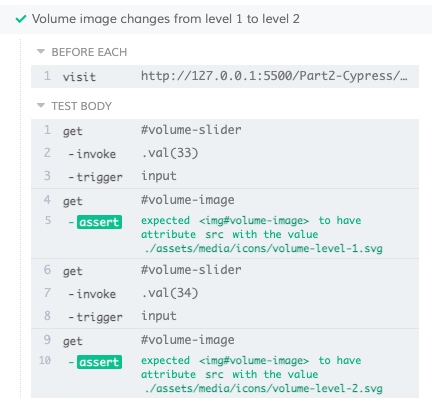 Volume image changes from level 1 to level 2
BEFORE EACH
1 visit http://127.0.0.1:5500/Part2-Cypress/…
TEST BODY
1 get #volume-slider
2 -invoke .val(33)
3 -trigger input
4 get #volume-image
5 -assert expected <img#volume-image> to have
attribute src with the value
./assets/media/icons/volume-level-1.svg
6 get #volume-slider
7 -invoke .val(34)
8 -trigger input
9 get #volume-image
10 -assert expected <img#volume-image> to have
attribute src with the value
./assets/media/icons/volume-level-2.svg